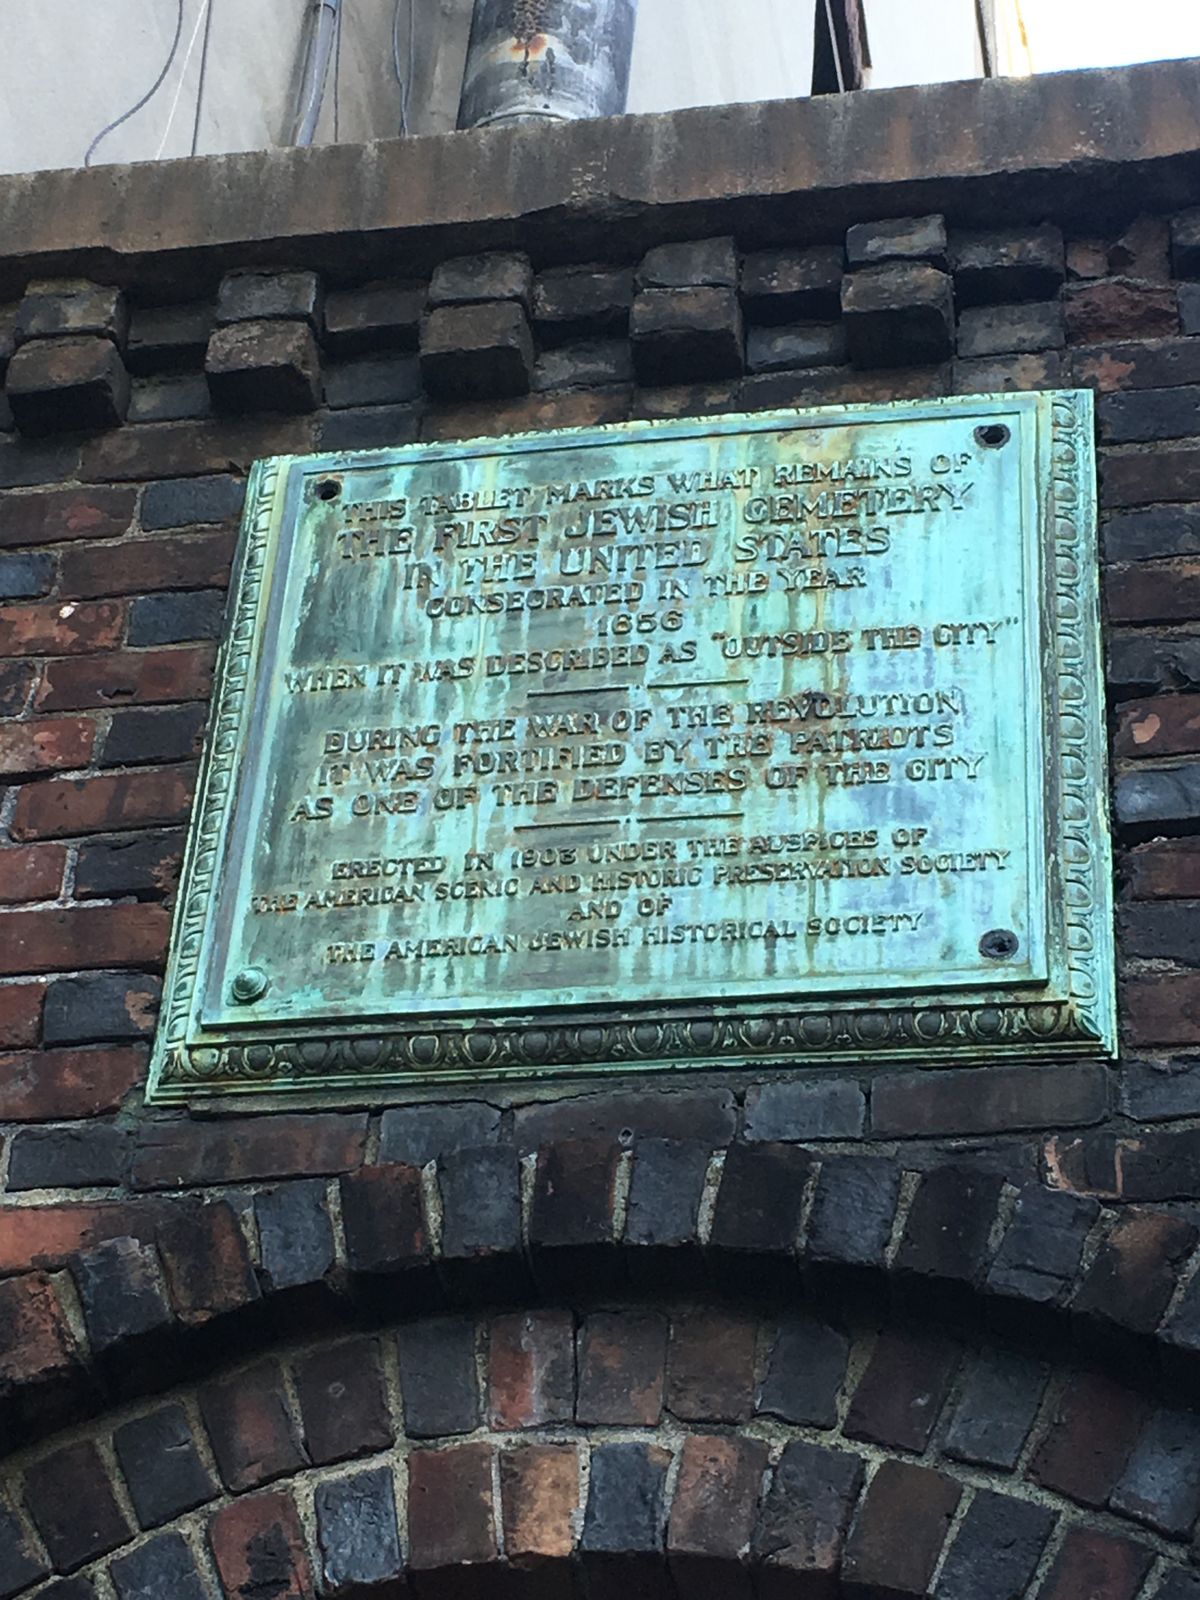 THIS TABLET MARKS WHAT REMAINS OF
THE FIRST JEWISH CEMETERY
IN THE UNITED STATES
CONSECRATED IN THE YEAR
1656
WHEN IT WAS DESCRIBED AS "OUTSIDE THE CITY"
DURING THE WAR OF THE REVOLUTION
IT WAS FORTIFIED BY THE PATRIOTS
AS ONE OF THE DEFENSES OF THE CITY
ERECTED IN 1903 UNDER THE AUSPICES OF
THE AMERICAN SCENIC AND HISTORIC PRESERVATION SOCIETY
AND OF
THE AMERICAN JEWISH HISTORICAL SOCIETY